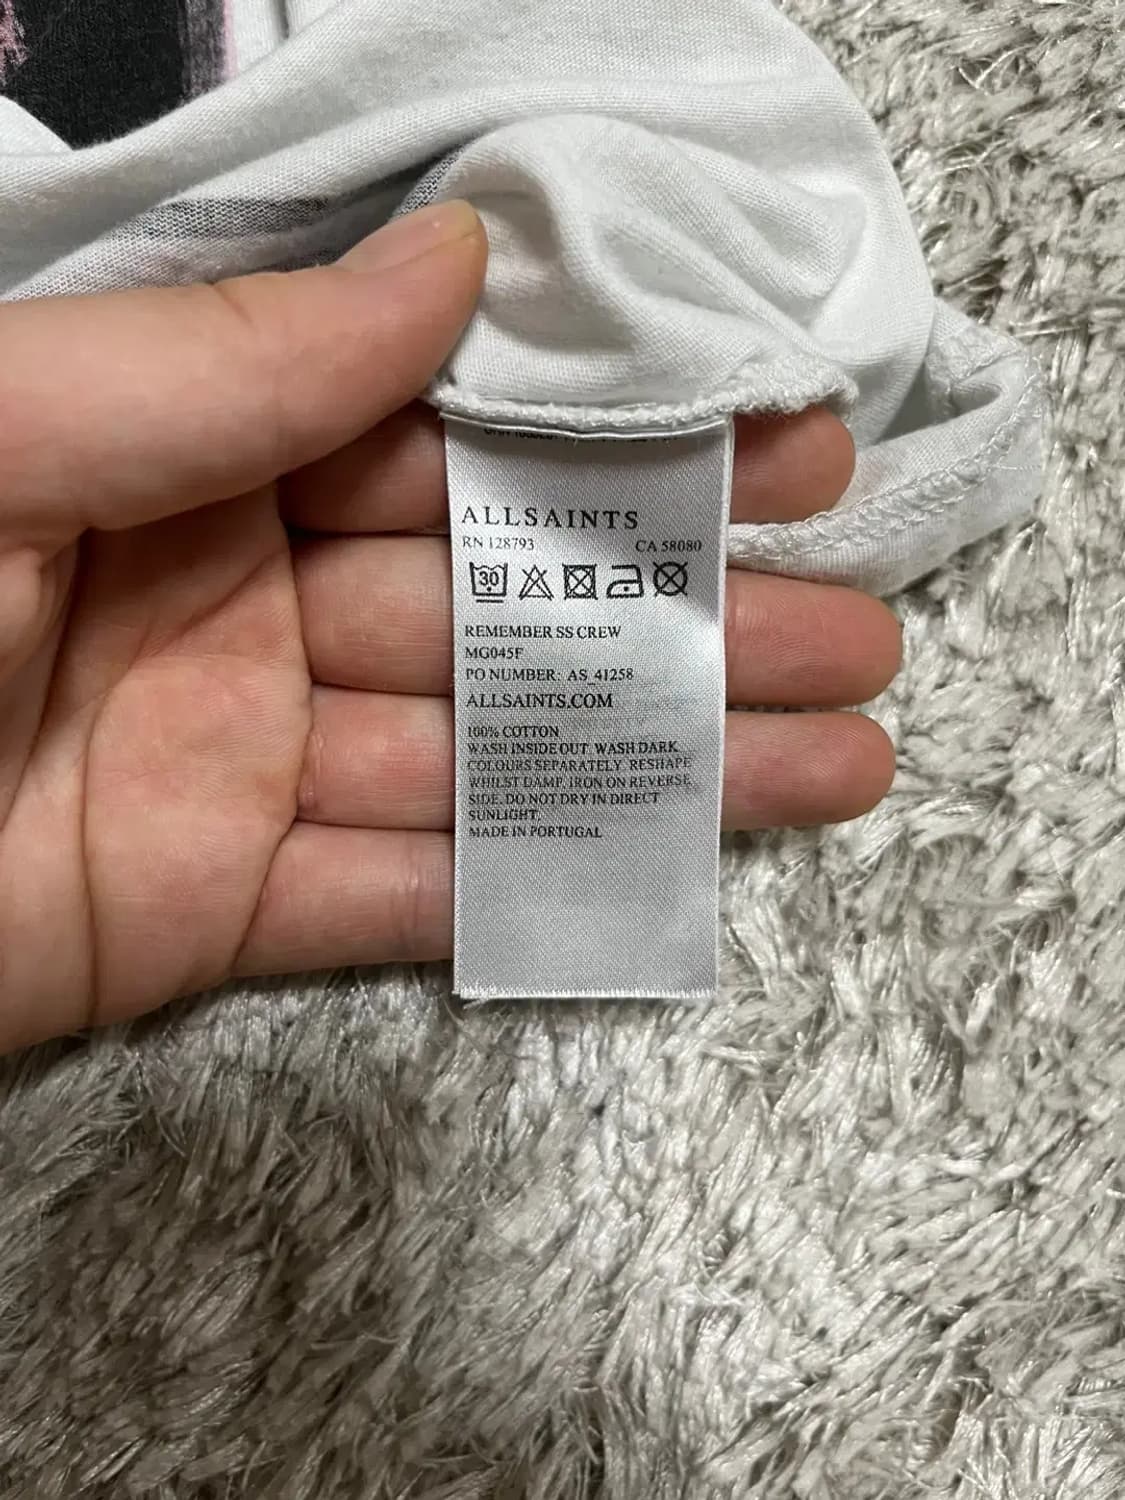 ALLSAINTS
RN 128793 CA 58080
30
REMEMBER SS CREW
MG045F
PO NUMBER: AS_41258
ALLSAINTS.COM
100% COTTON
WASH INSIDE OUT. WASH DARK
COLOURS SEPARATELY. RESHAPE
WHILST DAMP. IRON ON REVERSE
SIDE. DO NOT DRY IN DIRECT
SUNLIGHT.
MADE IN PORTUGAL